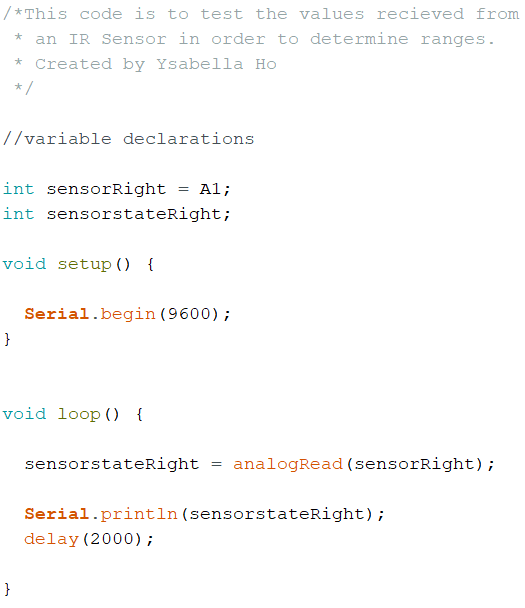 /*This code is to test the values recieved from
 * an IR Sensor in order to determine ranges.
 * Created by Ysabella Ho
 */
//variable declarations
int sensorRight = A1;
int sensorstateRight;
void setup() {
  Serial.begin(9600);
}
void loop() {
  sensorstateRight = analogRead(sensorRight);
  Serial.println(sensorstateRight);
  delay(2000);
}